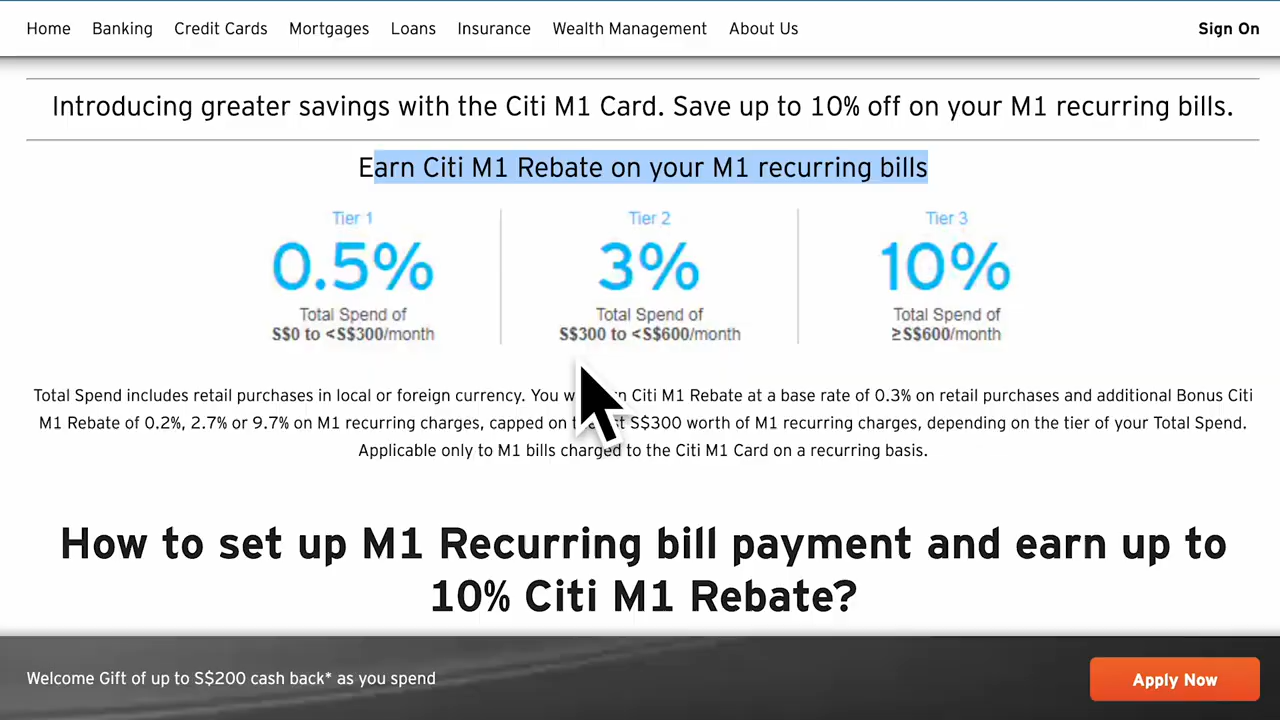 Home Banking Credit Cards Mortgages Loans Insurance Wealth Management About Us Sign On
Introducing greater savings with the Citi M1 Card. Save up to 10% off on your M1 recurring bills.
Earn Citi M1 Rebate on your M1 recurring bills
Tier 1
0.5%
Total Spend of
S$0 to <S$300/month
Tier 2
3%
Total Spend of
S$300 to <S$600/month
Tier 3
10%
Total Spend of
≥S$600/month
Total Spend includes retail purchases in local or foreign currency. You Citi M1 Rebate at a base rate of 0.3% on retail purchases and additional Bonus Citi
M1 Rebate of 0.2%, 2.7% or 9.7% on M1 recurring charges, capped on S$300 worth of M1 recurring charges, depending on the tier of your Total Spend.
Applicable only to M1 bills charged to the Citi M1 Card on a recurring basis.
How to set up M1 Recurring bill payment and earn up to
10% Citi M1 Rebate?
Welcome Gift of up to S$200 cash back* as you spend
Apply Now